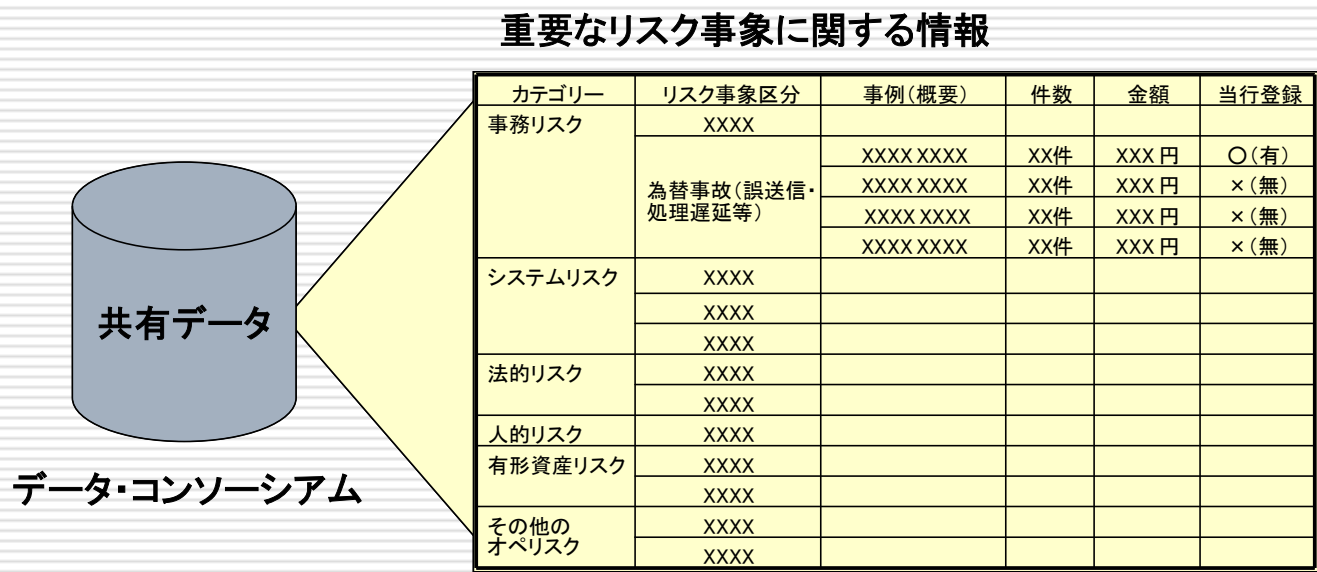 重要なリスク事象に関する情報
カテゴリー リスク事象区分 事例(概要) 件数 金額 当行登録
事務リスク XXXX
為替事故(誤送信・
処理遅延等)
XXXX XXXX XX件 XXX 円 ○(有)
XXXX XXXX XX件 XXX 円 ×(無)
XXXX XXXX XX件 XXX 円 ×(無)
XXXX XXXX XX件 XXX 円 ×(無)
システムリスク XXXX
XXXX
XXXX
法的リスク XXXX
XXXX
人的リスク XXXX
有形資産リスク XXXX
XXXX
その他の
オペリスク
XXXX
XXXX
共有データ
データ・コンソーシアム